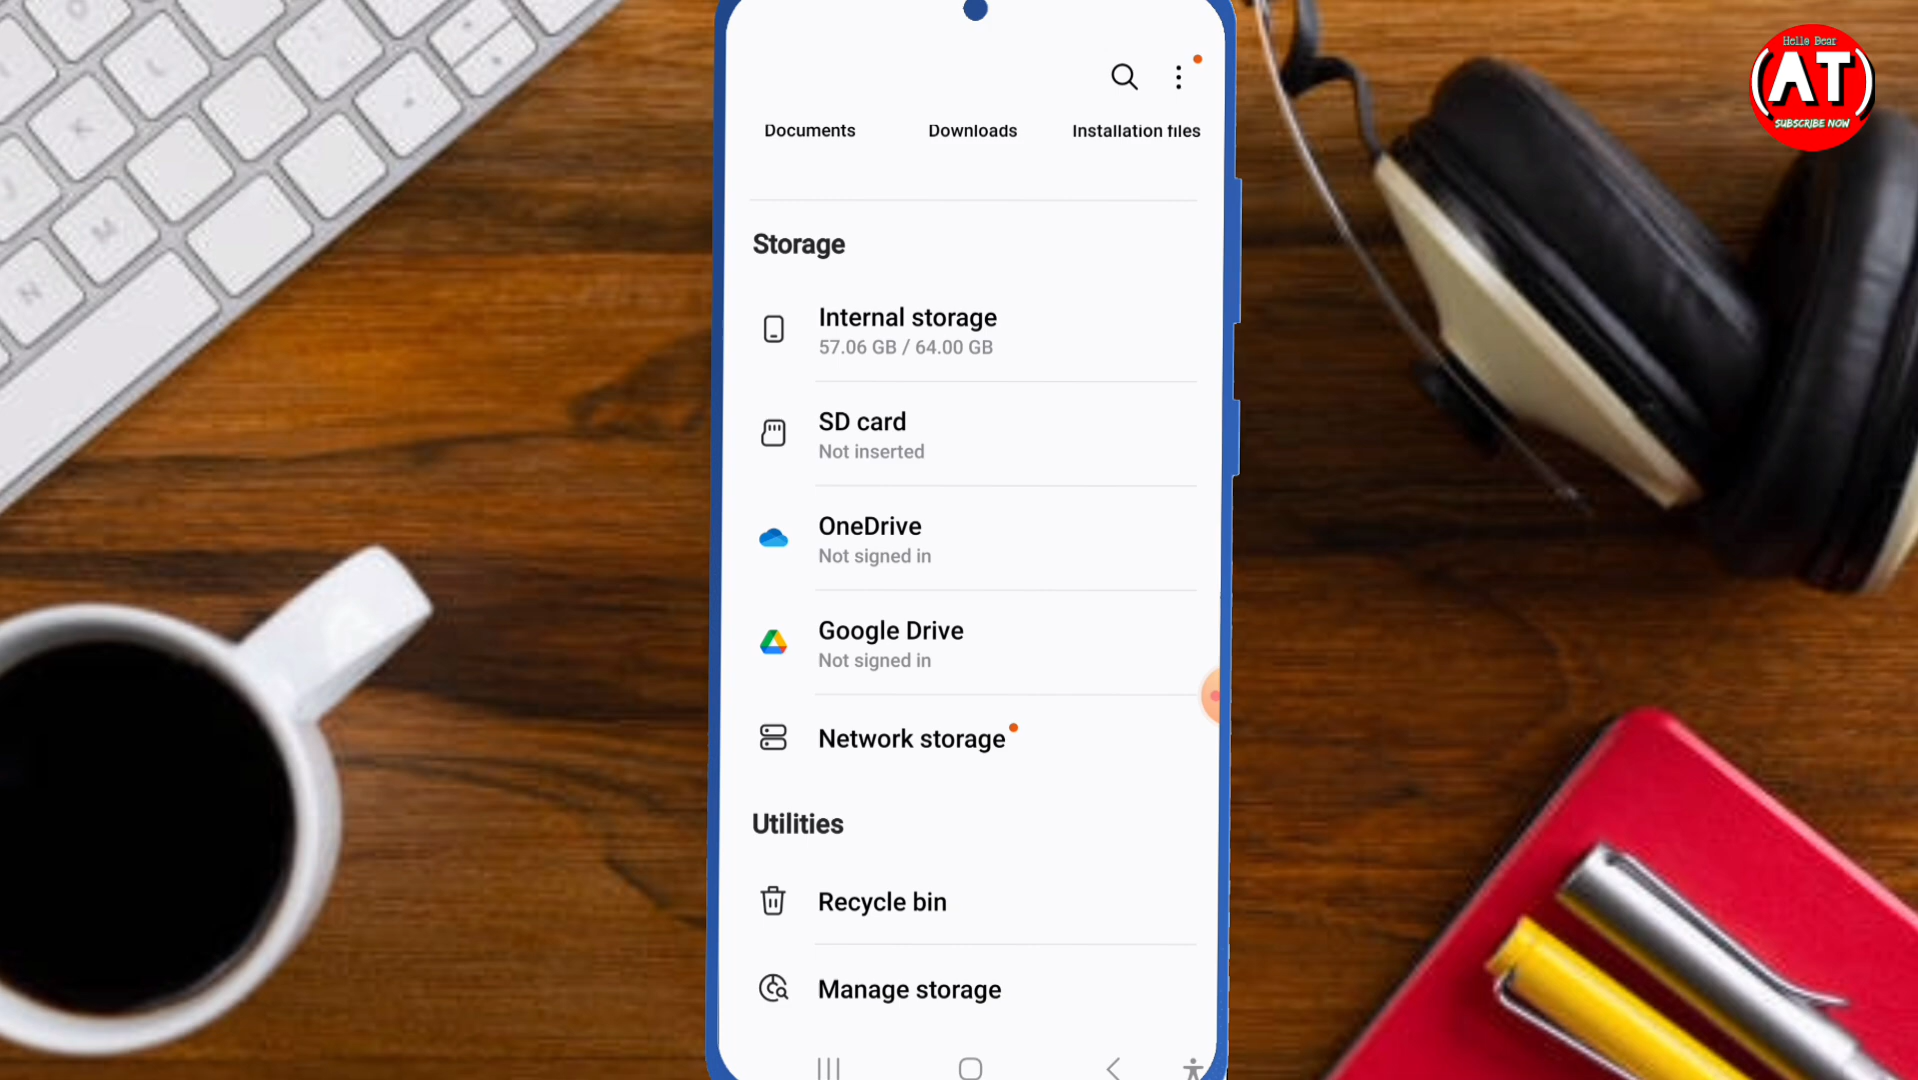 Hello Bear
(AT)
SUBSCRIBE NOW
Documents
Downloads
Installation files
Storage
Internal storage
57.06 GB / 64.00 GB
SD card
Not inserted
OneDrive
Not signed in
Google Drive
Not signed in
Network storage
Utilities
Recycle bin
Manage storage
K
L
J
M
N